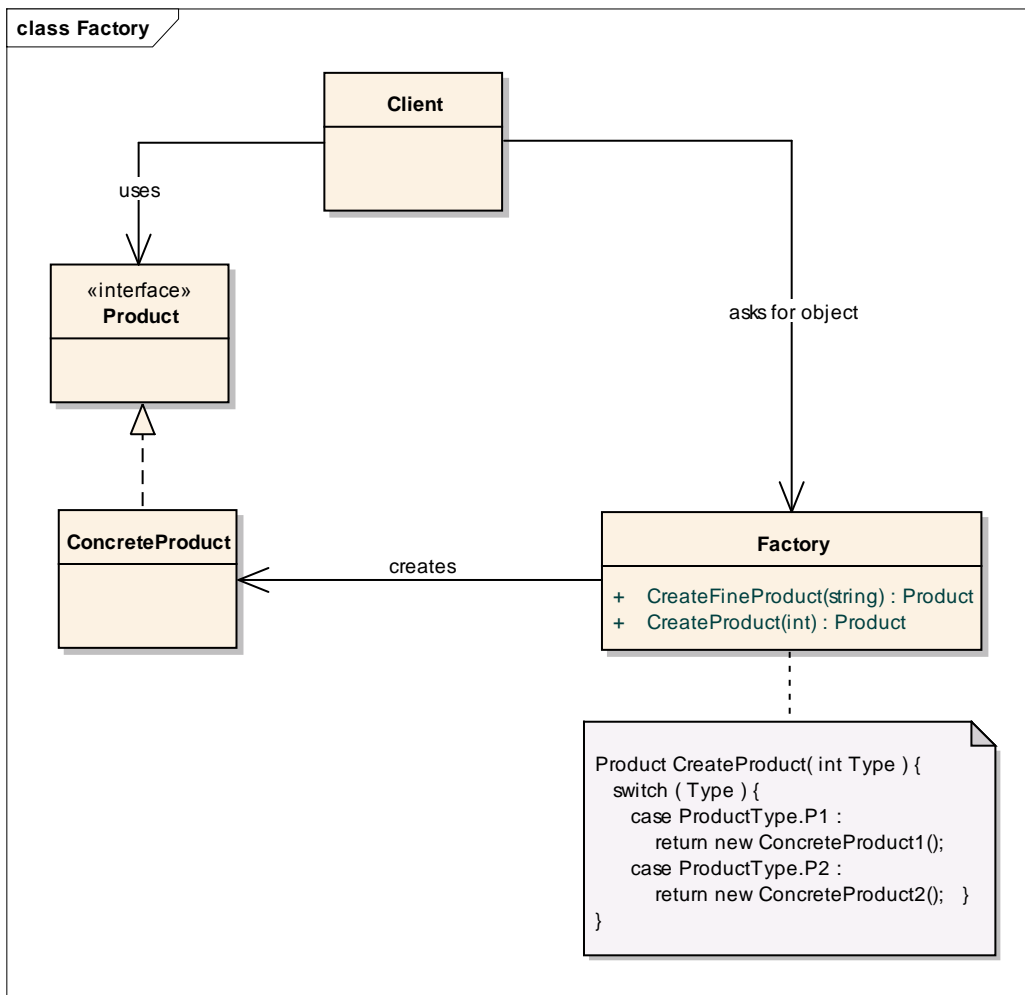 class Factory
Client
uses
«interface»
Product
asks for object
ConcreteProduct
creates
Factory
+ CreateFineProduct(string) : Product
+ CreateProduct(int) : Product
Product CreateProduct( int Type ) {
switch ( Type ) {
case ProductType.P1 :
return new ConcreteProduct1();
case ProductType.P2 :
return new ConcreteProduct2(); }
}